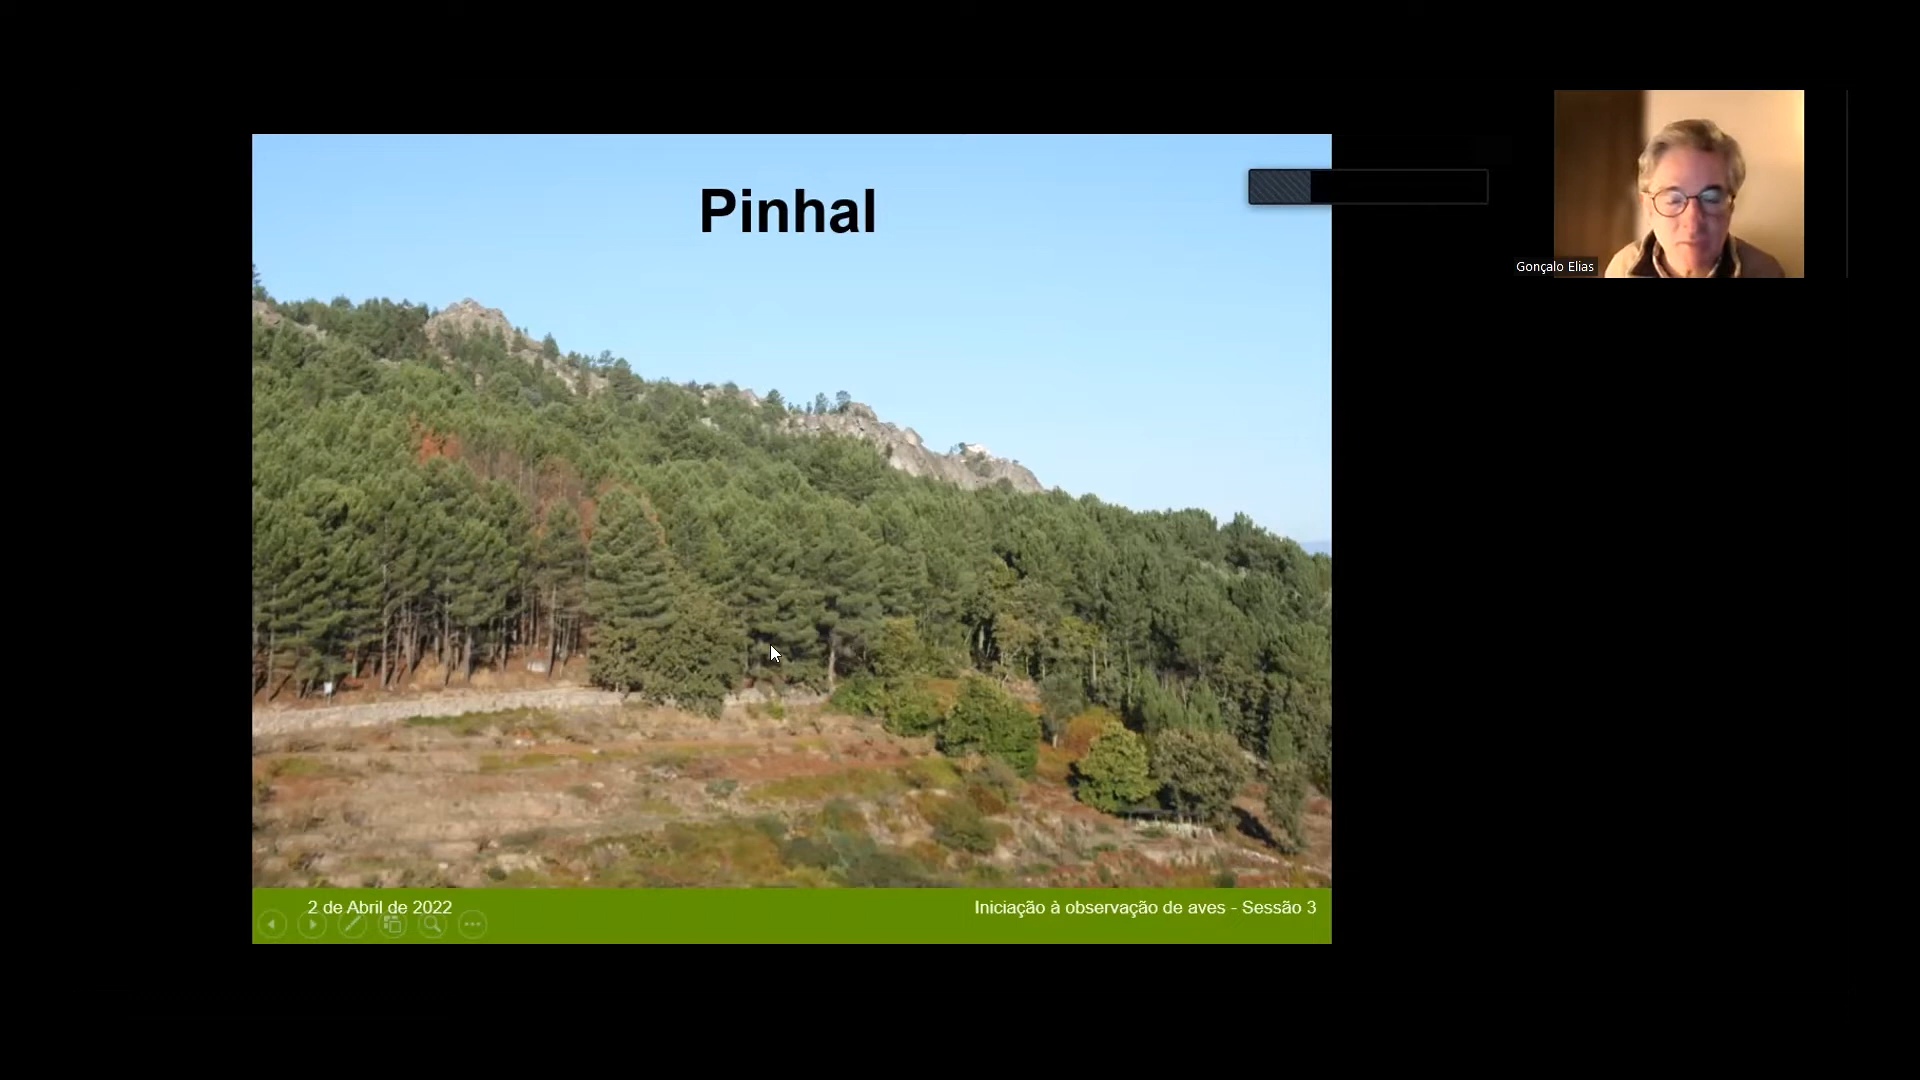 Pinhal
Gonçalo Elias
2 de Abril de 2022
Iniciação à observação de aves - Sessão 3